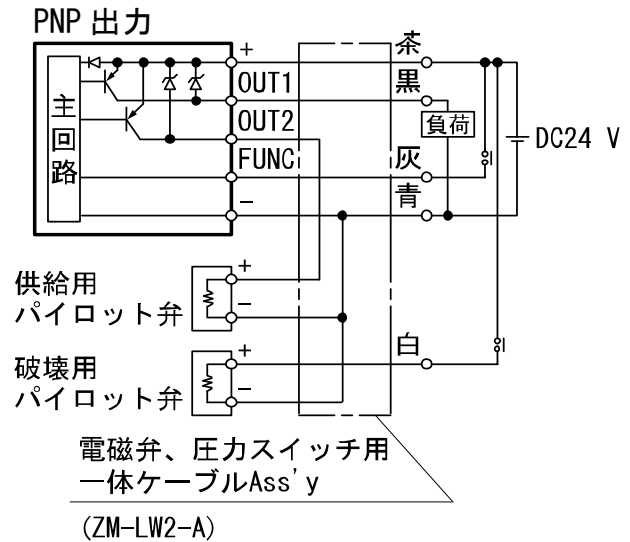 PNP 出力
+
茶
OUT1
黒
主回路
OUT2
負荷
DC24 V
FUNC
灰
青
−
供給用
パイロット弁
+
−
白
破壊用
パイロット弁
+
−
電磁弁、圧力スイッチ用
一体ケーブルAss'y
(ZM-LW2-A)